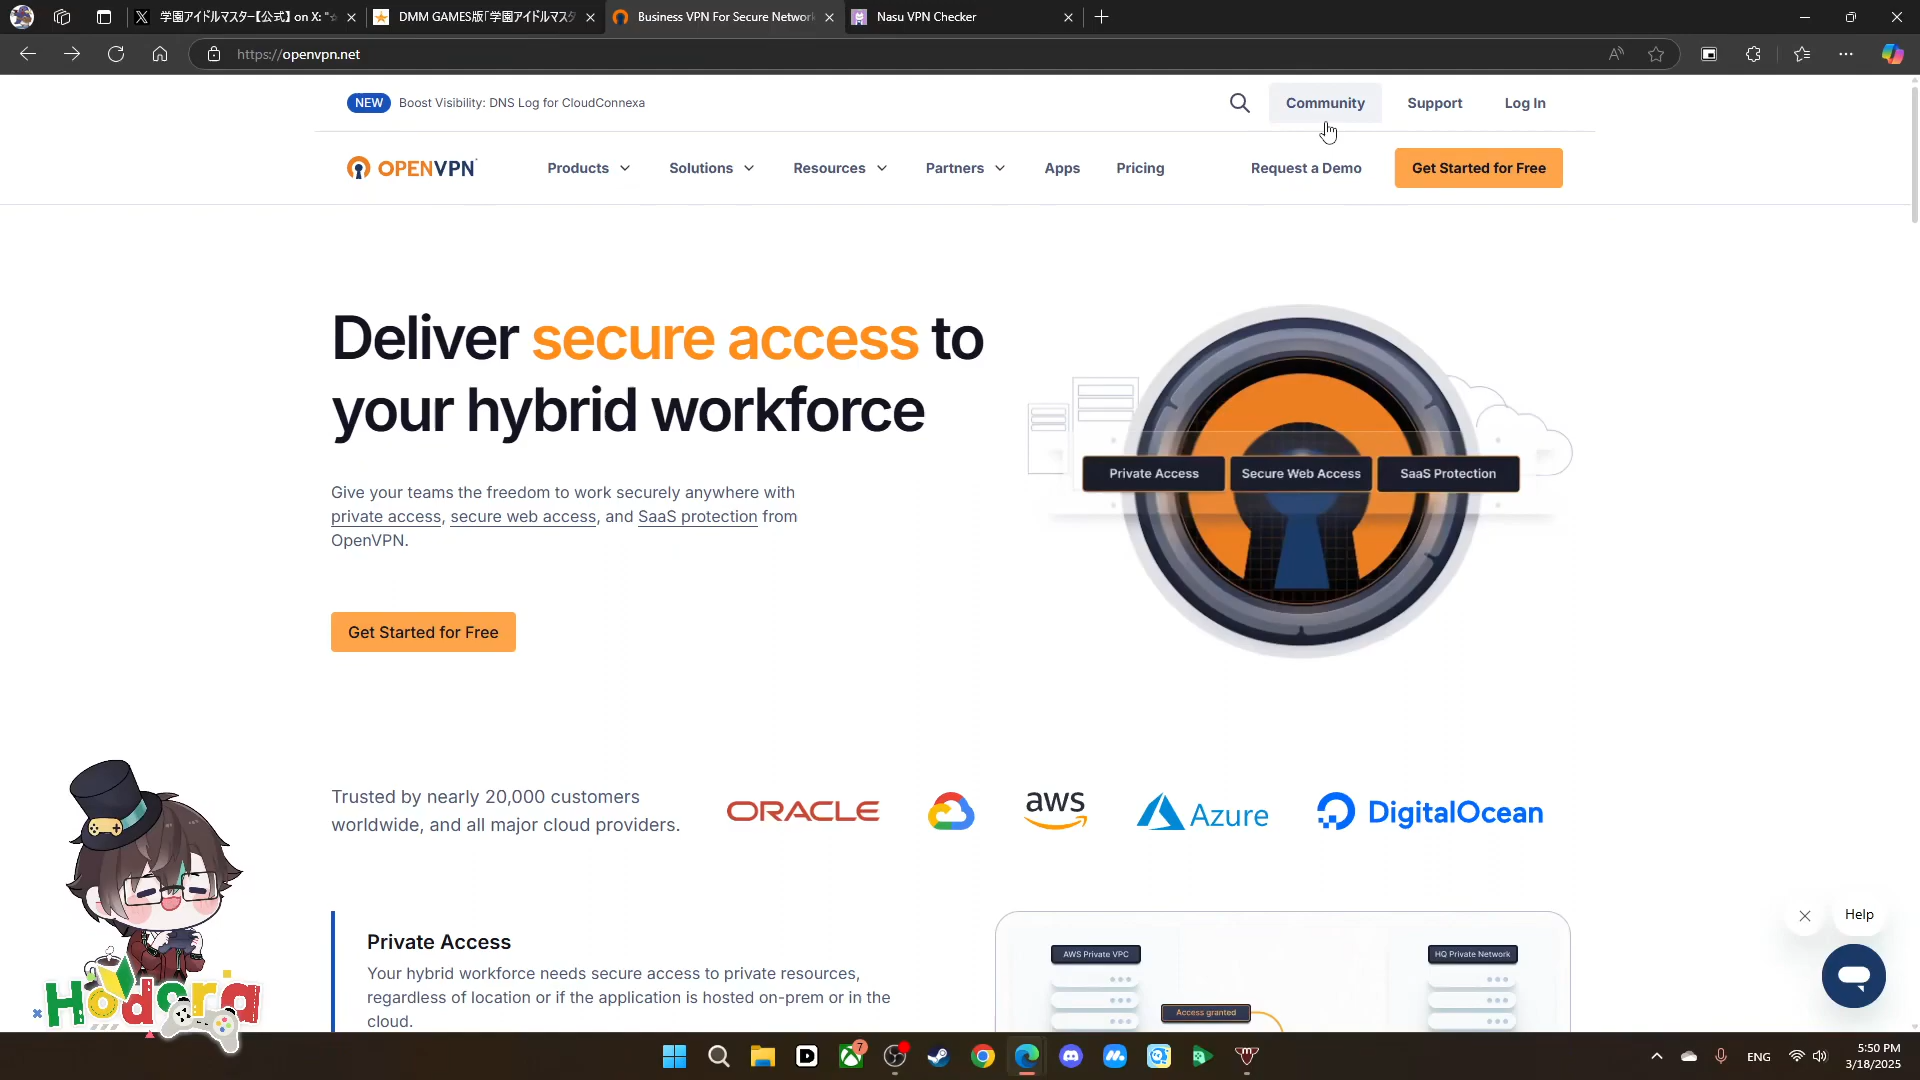 学園アイドルマスター【公式】 on X: "☆
DMM GAMES版「学園アイドルマスタ
Business VPN For Secure Network
Nasu VPN Checker
https://openvpn.net
NEW
Boost Visibility: DNS Log for CloudConnexa
Community
Support
Log In
OPENVPN
Products
Solutions
Resources
Partners
Apps
Pricing
Request a Demo
Get Started for Free
Deliver secure access to
your hybrid workforce
Private Access
Secure Web Access
SaaS Protection
Give your teams the freedom to work securely anywhere with
private access, secure web access, and SaaS protection from
OpenVPN.
Get Started for Free
Trusted by nearly 20,000 customers
worldwide, and all major cloud providers.
ORACLE
aws
Azure
DigitalOcean
Private Access
Your hybrid workforce needs secure access to private resources,
regardless of location or if the application is hosted on-prem or in the
cloud.
AWS Private VPC
HQ Private Network
Access granted
Help
Hodora
7
ENG
5:50 PM
3/18/2025